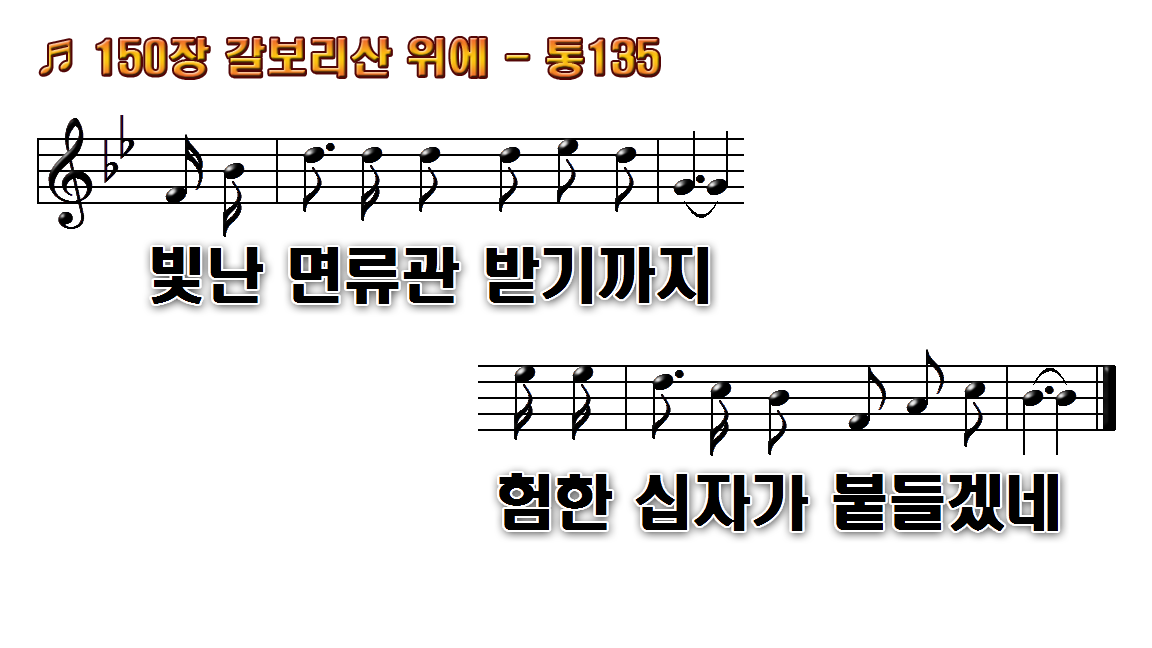 ♬ 150장 갈보리산 위에 - 통135
빛난 면류관 받기까지
험한 십자가 붙들겠네